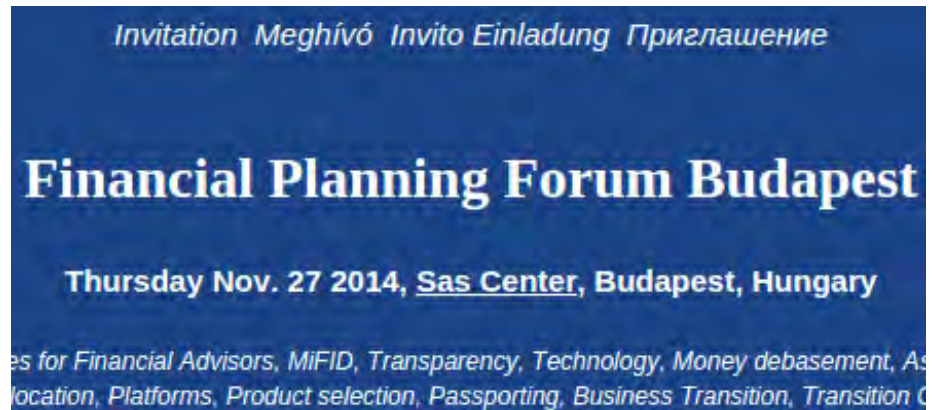 Invitation Meghívó Invito Einladung Приглашение
Financial Planning Forum Budapest
Thursday Nov. 27 2014, Sas Center, Budapest, Hungary
for Financial Advisors, MiFID, Transparency, Technology, Money debasement,
Platforms, Product selection, Passporting, Business Transition, Transition